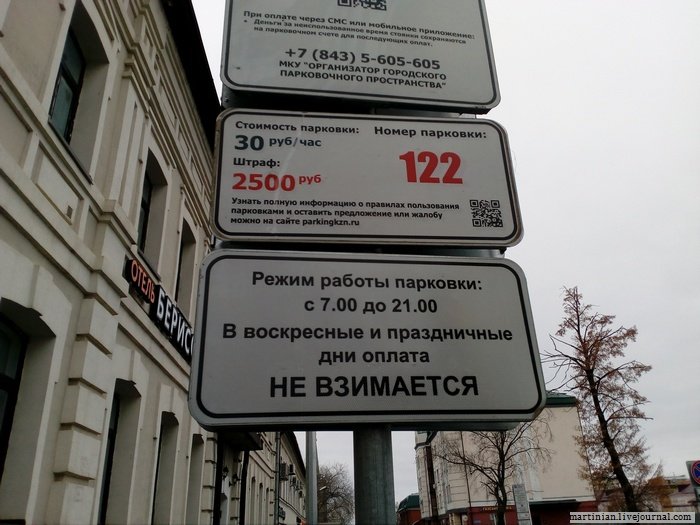 При оплате через СМС или мобильное приложение:
• Деньги за неиспользованное время стоянки сохраняются
на парковочном счете для последующих оплат.
+7 (843) 5-605-605
МКУ "ОРГАНИЗАТОР ГОРОДСКОГО
ПАРКОВОЧНОГО ПРОСТРАНСТВА"
Стоимость парковки:
30 руб/час
Номер парковки:
122
Штраф:
2500 руб
Узнать полную информацию о правилах пользования
парковками и оставить предложение или жалобу
можно на сайте parkingkzn.ru
Режим работы парковки:
с 7.00 до 21.00
В воскресные и праздничные
дни оплата
НЕ ВЗИМАЕТСЯ
ОТЕЛЬ
БЕРИС
martinian.livejournal.com